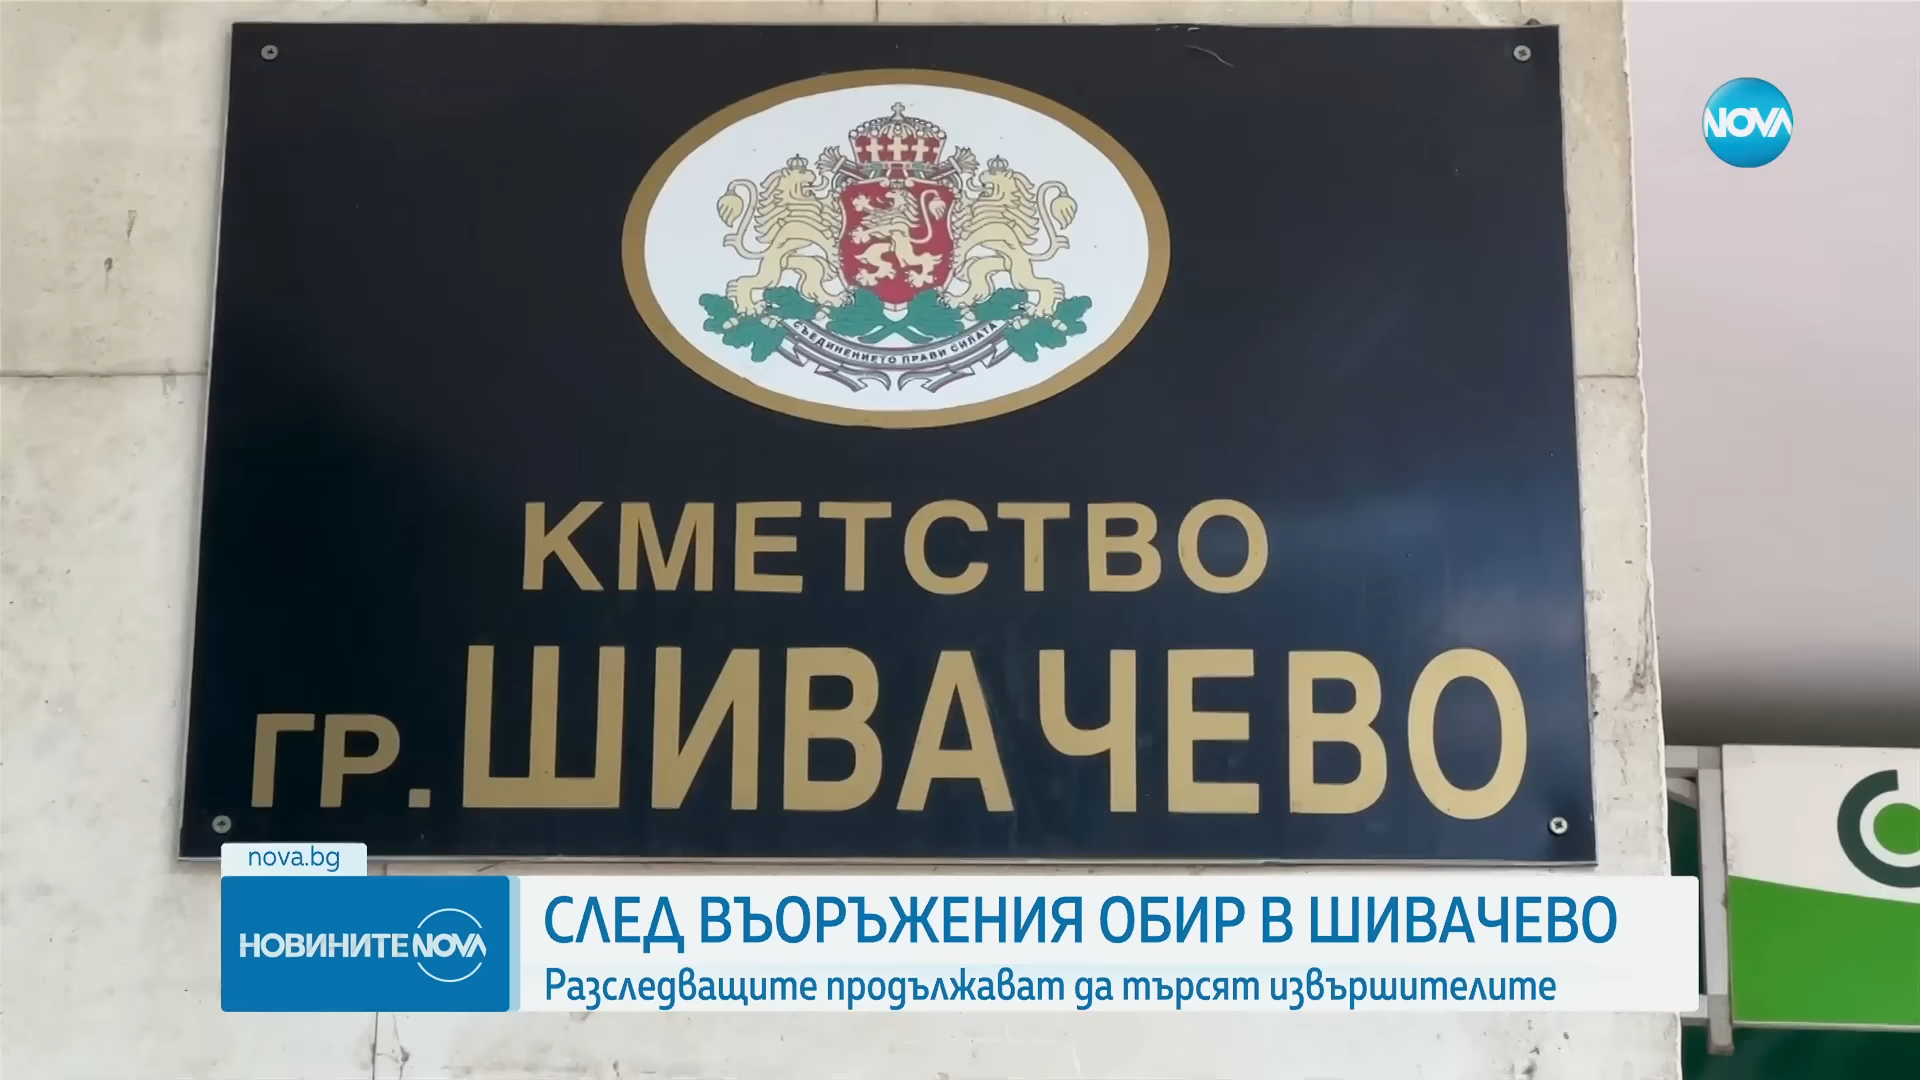 NOVA
СЪЕДИНЕНИЕТО ПРАВИ СИЛАТА
КМЕТСТВО
ГР. ШИВАЧЕВО
nova.bg
НОВИНИТЕ NOVA
СЛЕД ВЪОРЪЖЕНИЯ ОБИР В ШИВАЧЕВО
Разследващите продължават да търсят извършителите